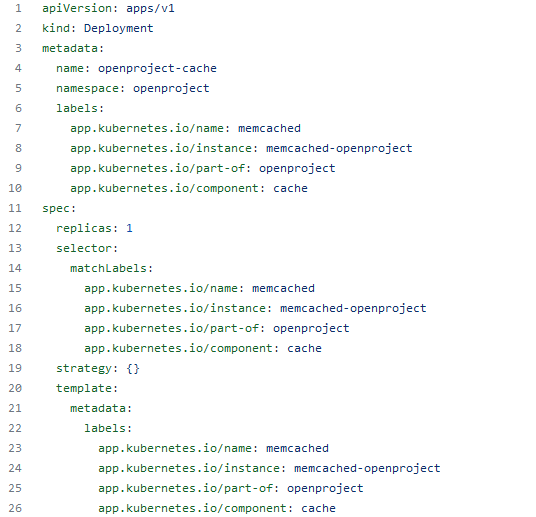 1 apiVersion: apps/v1
2 kind: Deployment
3 metadata:
4   name: openproject-cache
5   namespace: openproject
6   labels:
7     app.kubernetes.io/name: memcached
8     app.kubernetes.io/instance: memcached-openproject
9     app.kubernetes.io/part-of: openproject
10     app.kubernetes.io/component: cache
11 spec:
12   replicas: 1
13   selector:
14     matchLabels:
15       app.kubernetes.io/name: memcached
16       app.kubernetes.io/instance: memcached-openproject
17       app.kubernetes.io/part-of: openproject
18       app.kubernetes.io/component: cache
19   strategy: {}
20   template:
21     metadata:
22       labels:
23         app.kubernetes.io/name: memcached
24         app.kubernetes.io/instance: memcached-openproject
25         app.kubernetes.io/part-of: openproject
26         app.kubernetes.io/component: cache